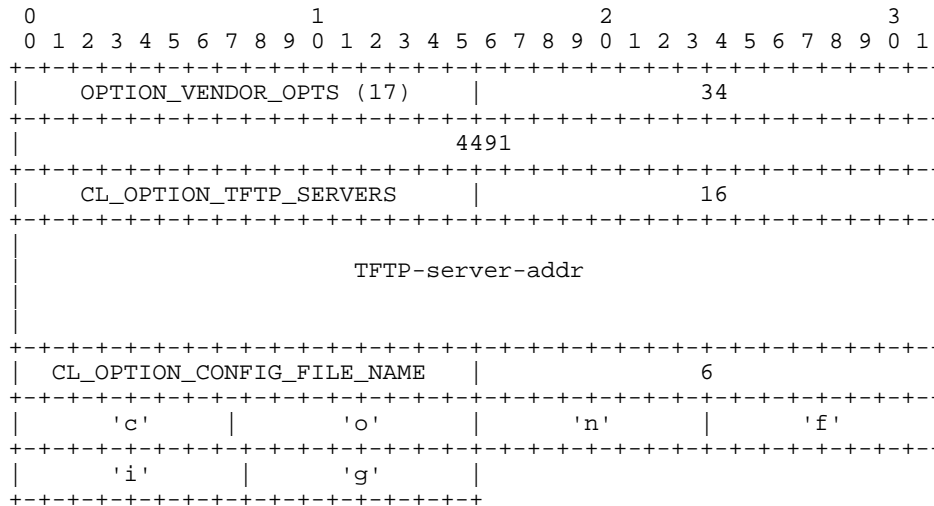 0                   1                   2                   3
 0 1 2 3 4 5 6 7 8 9 0 1 2 3 4 5 6 7 8 9 0 1 2 3 4 5 6 7 8 9 0 1
+-+-+-+-+-+-+-+-+-+-+-+-+-+-+-+-+-+-+-+-+-+-+-+-+-+-+-+-+-+-+-+-
|    OPTION_VENDOR_OPTS (17)    |               34
+-+-+-+-+-+-+-+-+-+-+-+-+-+-+-+-+-+-+-+-+-+-+-+-+-+-+-+-+-+-+-+-
|                              4491
+-+-+-+-+-+-+-+-+-+-+-+-+-+-+-+-+-+-+-+-+-+-+-+-+-+-+-+-+-+-+-+-
|    CL_OPTION_TFTP_SERVERS     |               16
+-+-+-+-+-+-+-+-+-+-+-+-+-+-+-+-+-+-+-+-+-+-+-+-+-+-+-+-+-+-+-+-
|
|                       TFTP-server-addr
|
|
+-+-+-+-+-+-+-+-+-+-+-+-+-+-+-+-+-+-+-+-+-+-+-+-+-+-+-+-+-+-+-+-
|  CL_OPTION_CONFIG_FILE_NAME   |               6
+-+-+-+-+-+-+-+-+-+-+-+-+-+-+-+-+-+-+-+-+-+-+-+-+-+-+-+-+-+-+-+-
|      'c'     |       'o'      |      'n'      |      'f'
+-+-+-+-+-+-+-+-+-+-+-+-+-+-+-+-+-+-+-+-+-+-+-+-+-+-+-+-+-+-+-+-
|      'i'      |      'g'      |
+-+-+-+-+-+-+-+-+-+-+-+-+-+-+-+-+